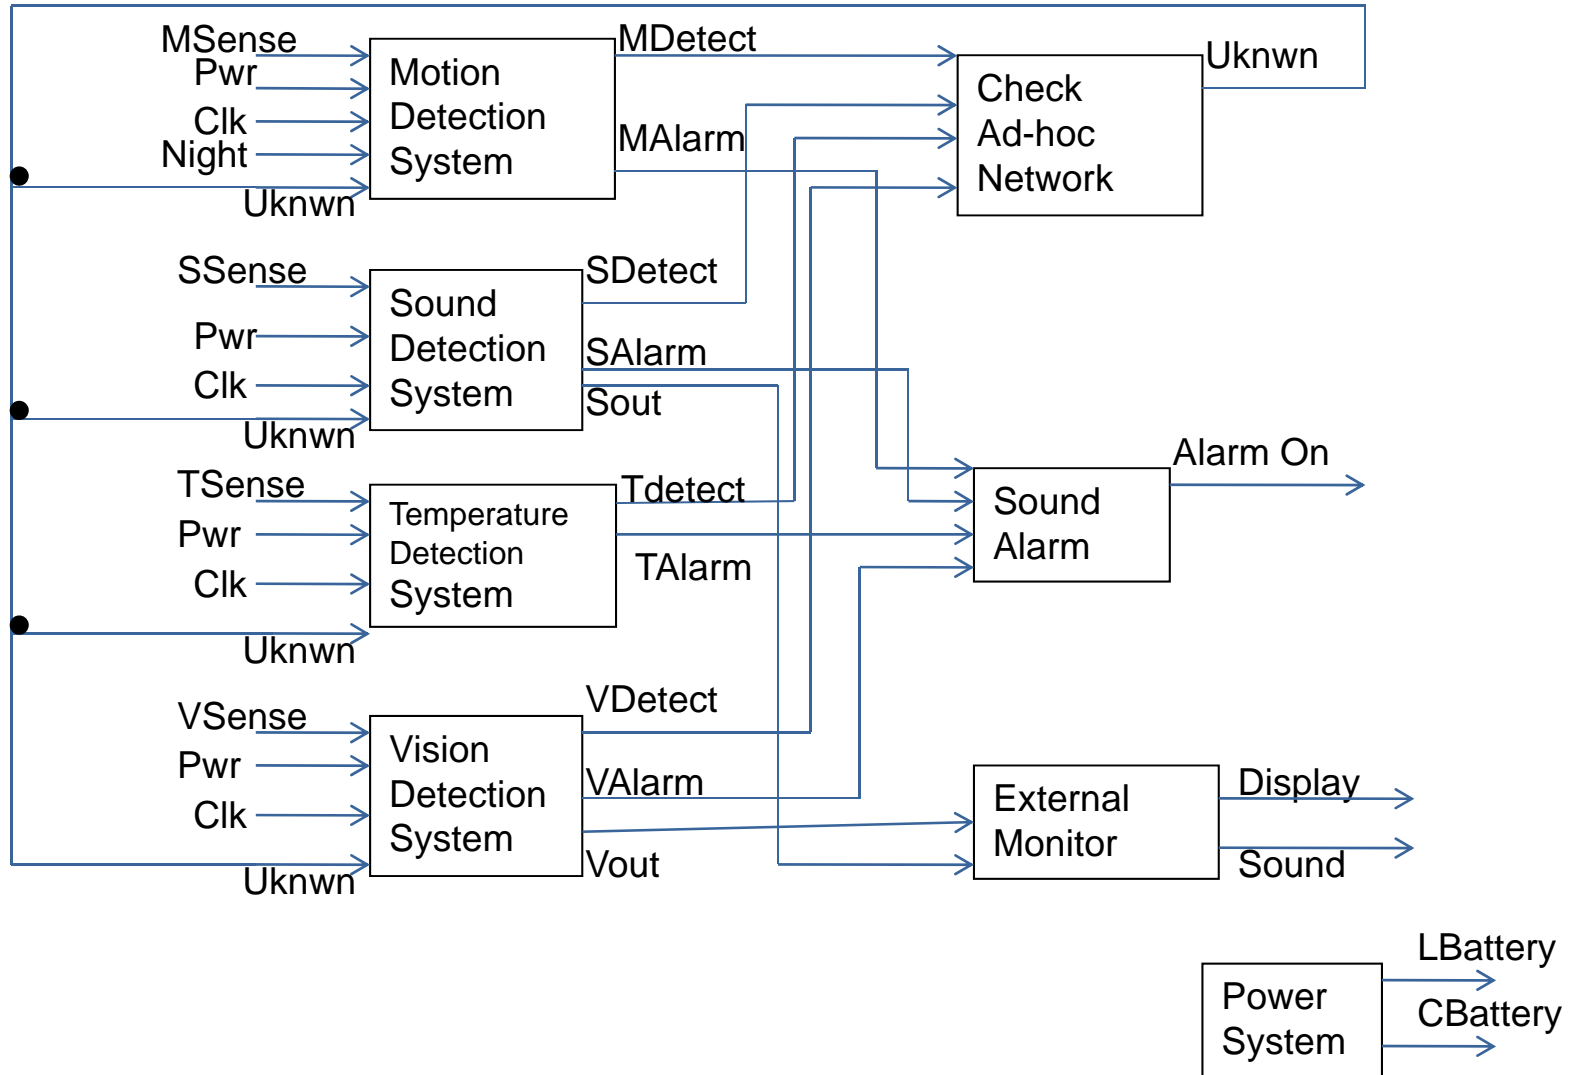 MSense
Pwr
Clk
Night
Uknwn
Motion
Detection
System
MDetect
MAlarm
Check
Ad-hoc
Network
Uknwn
SSense
Pwr
Clk
Uknwn
Sound
Detection
System
SDetect
SAlarm
Sout
TSense
Pwr
Clk
Uknwn
Temperature
Detection
System
Tdetect
TAlarm
Sound
Alarm
Alarm On
VSense
Pwr
Clk
Uknwn
Vision
Detection
System
VDetect
VAlarm
Vout
External
Monitor
Display
Sound
Power
System
LBattery
CBattery